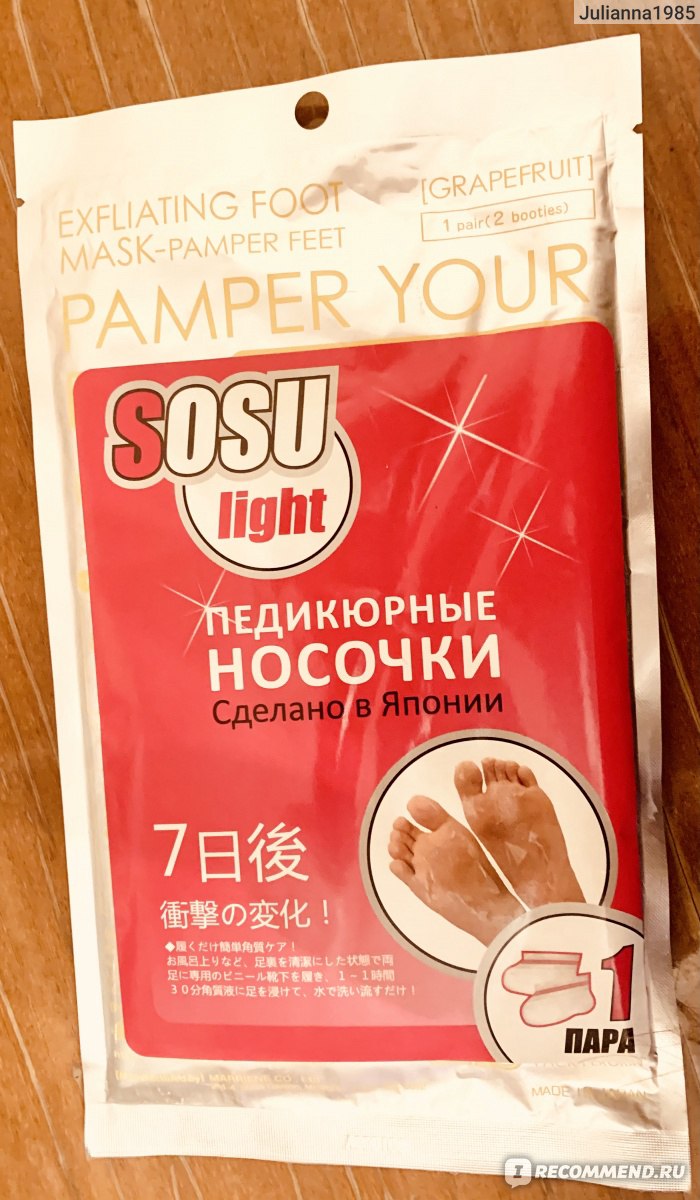 Julianna1985
EXFLIATING FOOT
MASK-PAMPER FEET
[GRAPEFRUIT]
1 pair(2 booties)
PAMPER YOUR
SOSU
light
ПЕДИКЮРНЫЕ
НОСОЧКИ
Сделано в Японии
7日後
衝撃の変化！
◆履くだけ簡単角質ケア！
お風呂上りなど、足裏を清潔にした状態で両
足に専用のビニール靴下を履き、1～1時間
30分角質液に足を浸けて、水で洗い流すだけ！
1
ПАРА
MADE
IRECOMMEND.RU